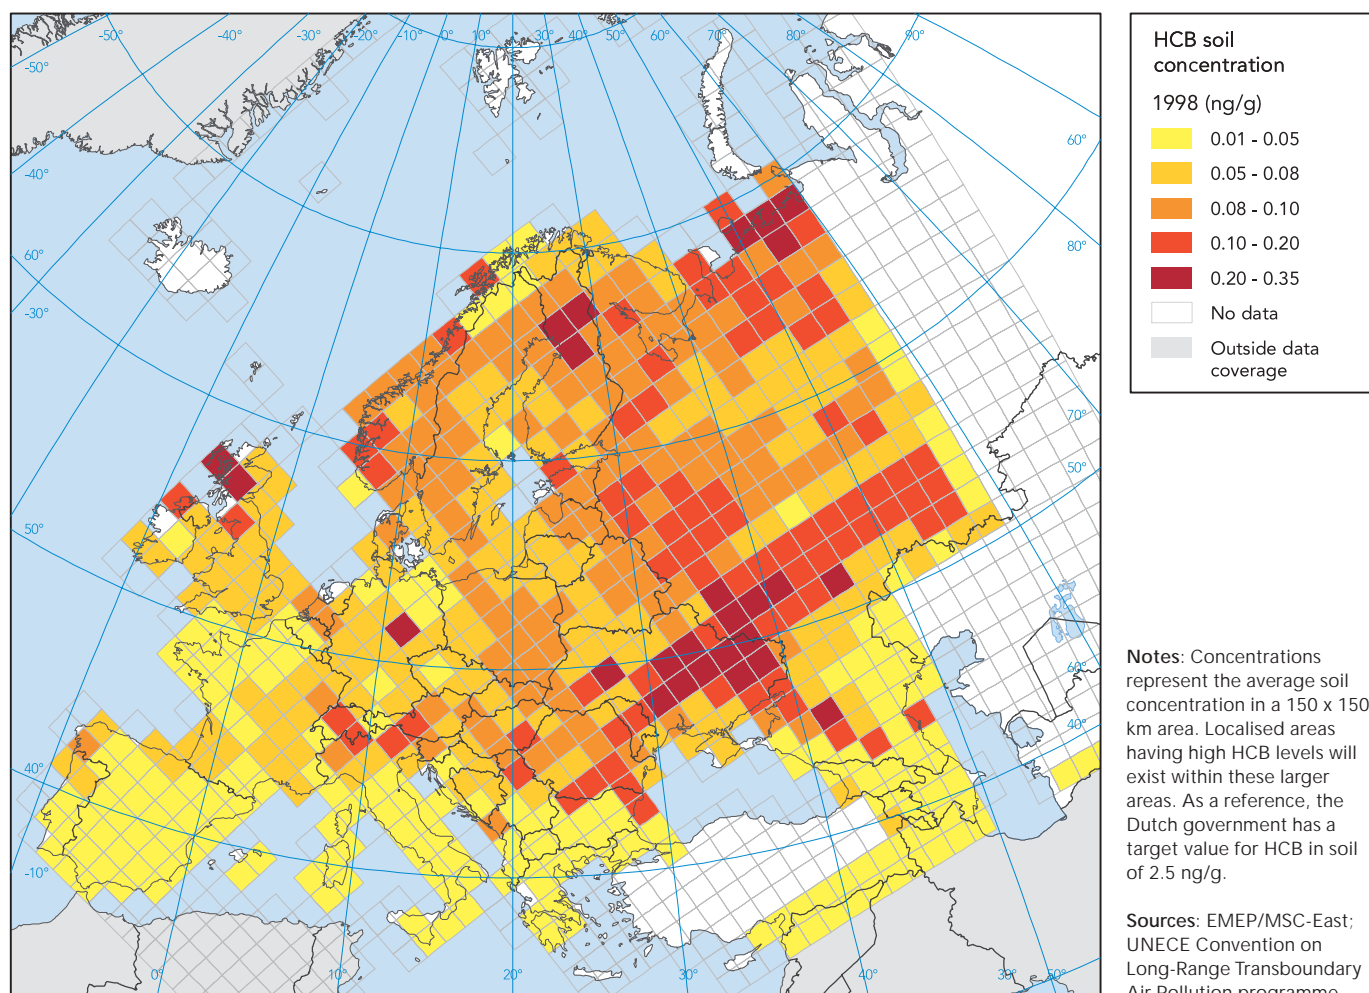 -50°
-40°
-30°
-20°
-10°
0°
10°
20°
30°
40°
50°
60°
70°
80°
90°
-50°
-40°
60°
-30°
50°
40°
-10°
60°
80°
70°
50°
60°
40°
0°
10°
20°
30°
40°
30°
50°
HCB soil
concentration
1998 (ng/g)
0.01 - 0.05
0.05 - 0.08
0.08 - 0.10
0.10 - 0.20
0.20 - 0.35
No data
Outside data
coverage
Notes: Concentrations
represent the average soil
concentration in a 150 x 150
km area. Localised areas
having high HCB levels will
exist within these larger
areas. As a reference, the
Dutch government has a
target value for HCB in soil
of 2.5 ng/g.
Sources: EMEP/MSC-East;
UNECE Convention on
Long-Range Transboundary
Air Pollution programme